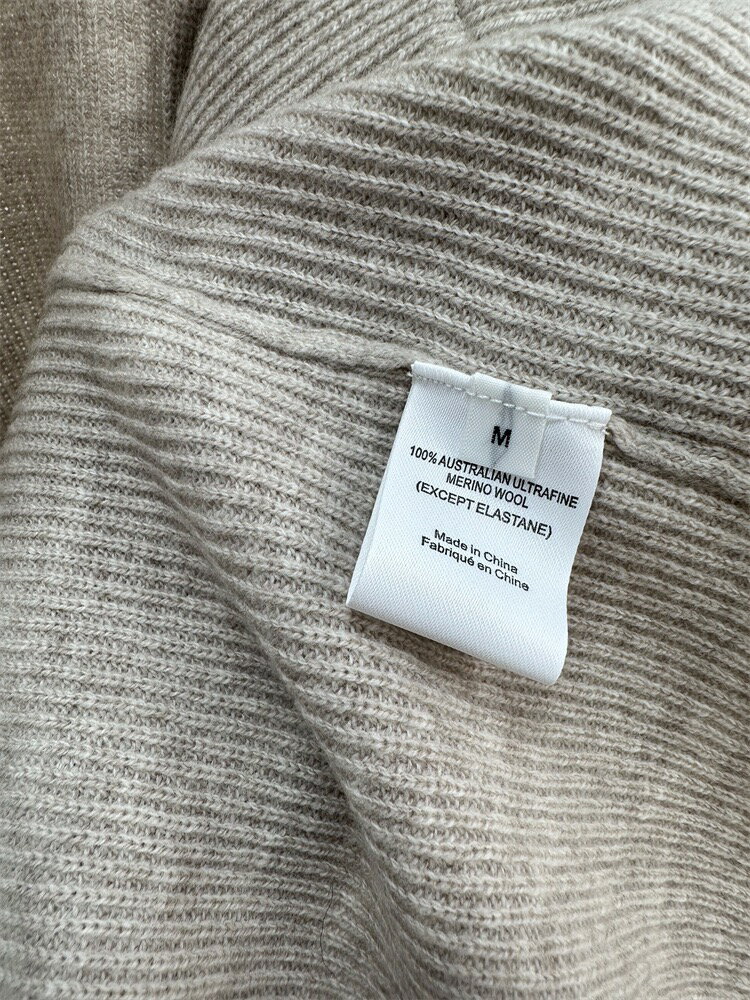 M
100% AUSTRALIAN ULTRAFINE
MERINO WOOL
(EXCEPT ELASTANE)
Made in China
Fabriqué en Chine